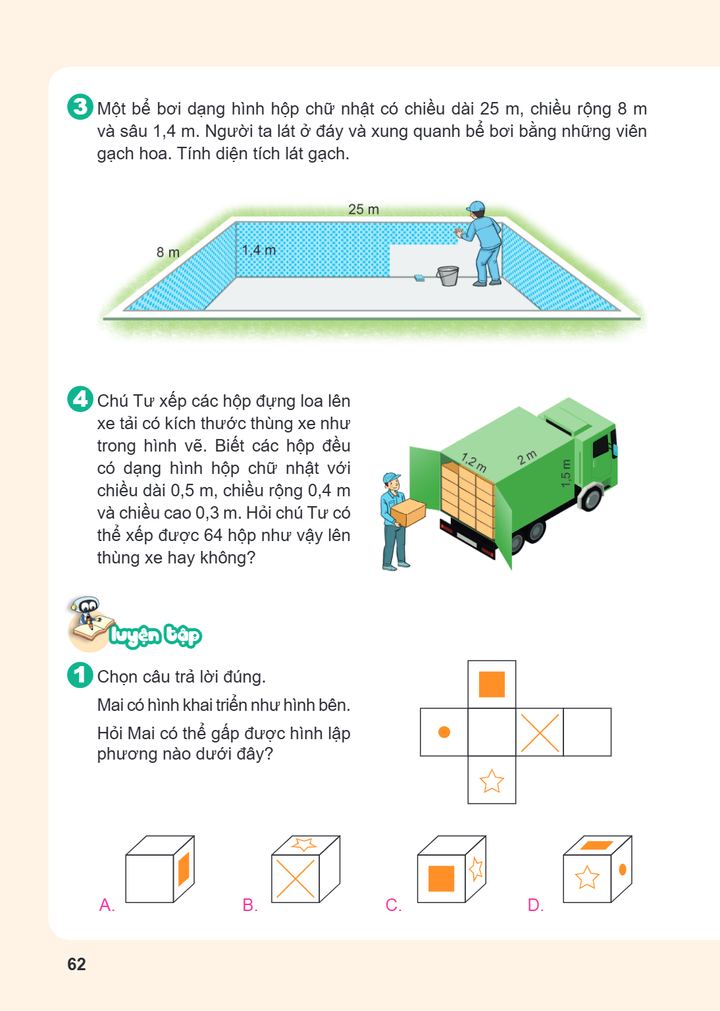 3 Một bể bơi dạng hình hộp chữ nhật có chiều dài 25 m, chiều rộng 8 m
và sâu 1,4 m. Người ta lát ở đáy và xung quanh bể bơi bằng những viên
gạch hoa. Tính diện tích lát gạch.
25 m
8 m
1,4 m
4 Chú Tư xếp các hộp đựng loa lên
xe tải có kích thước thùng xe như
trong hình vẽ. Biết các hộp đều
có dạng hình hộp chữ nhật với
chiều dài 0,5 m, chiều rộng 0,4 m
và chiều cao 0,3 m. Hỏi chú Tư có
thể xếp được 64 hộp như vậy lên
thùng xe hay không?
1,2 m
2 m
1,5 m
luyện tập
1 Chọn câu trả lời đúng.
Mai có hình khai triển như hình bên.
Hỏi Mai có thể gấp được hình lập
phương nào dưới đây?
A.
B.
C.
D.
62